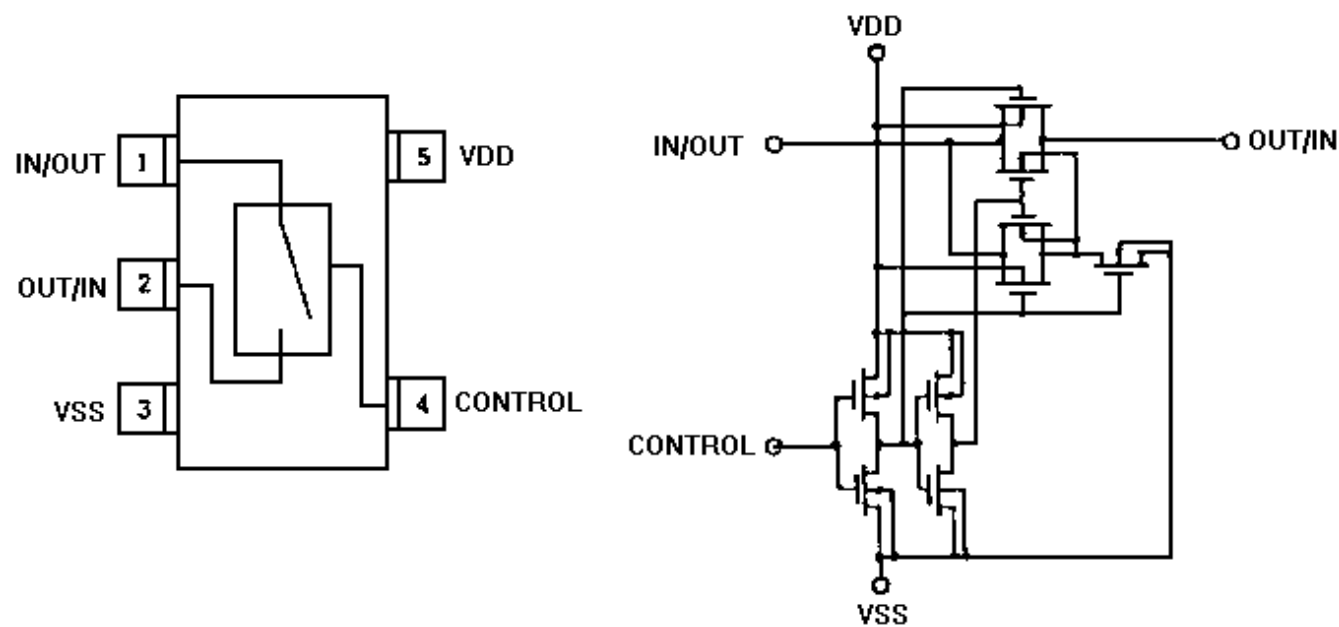 IN/OUT 1 5 VDD
OUT/IN 2
VSS 3 4 CONTROL
VDD
IN/OUT OUT/IN
CONTROL
VSS